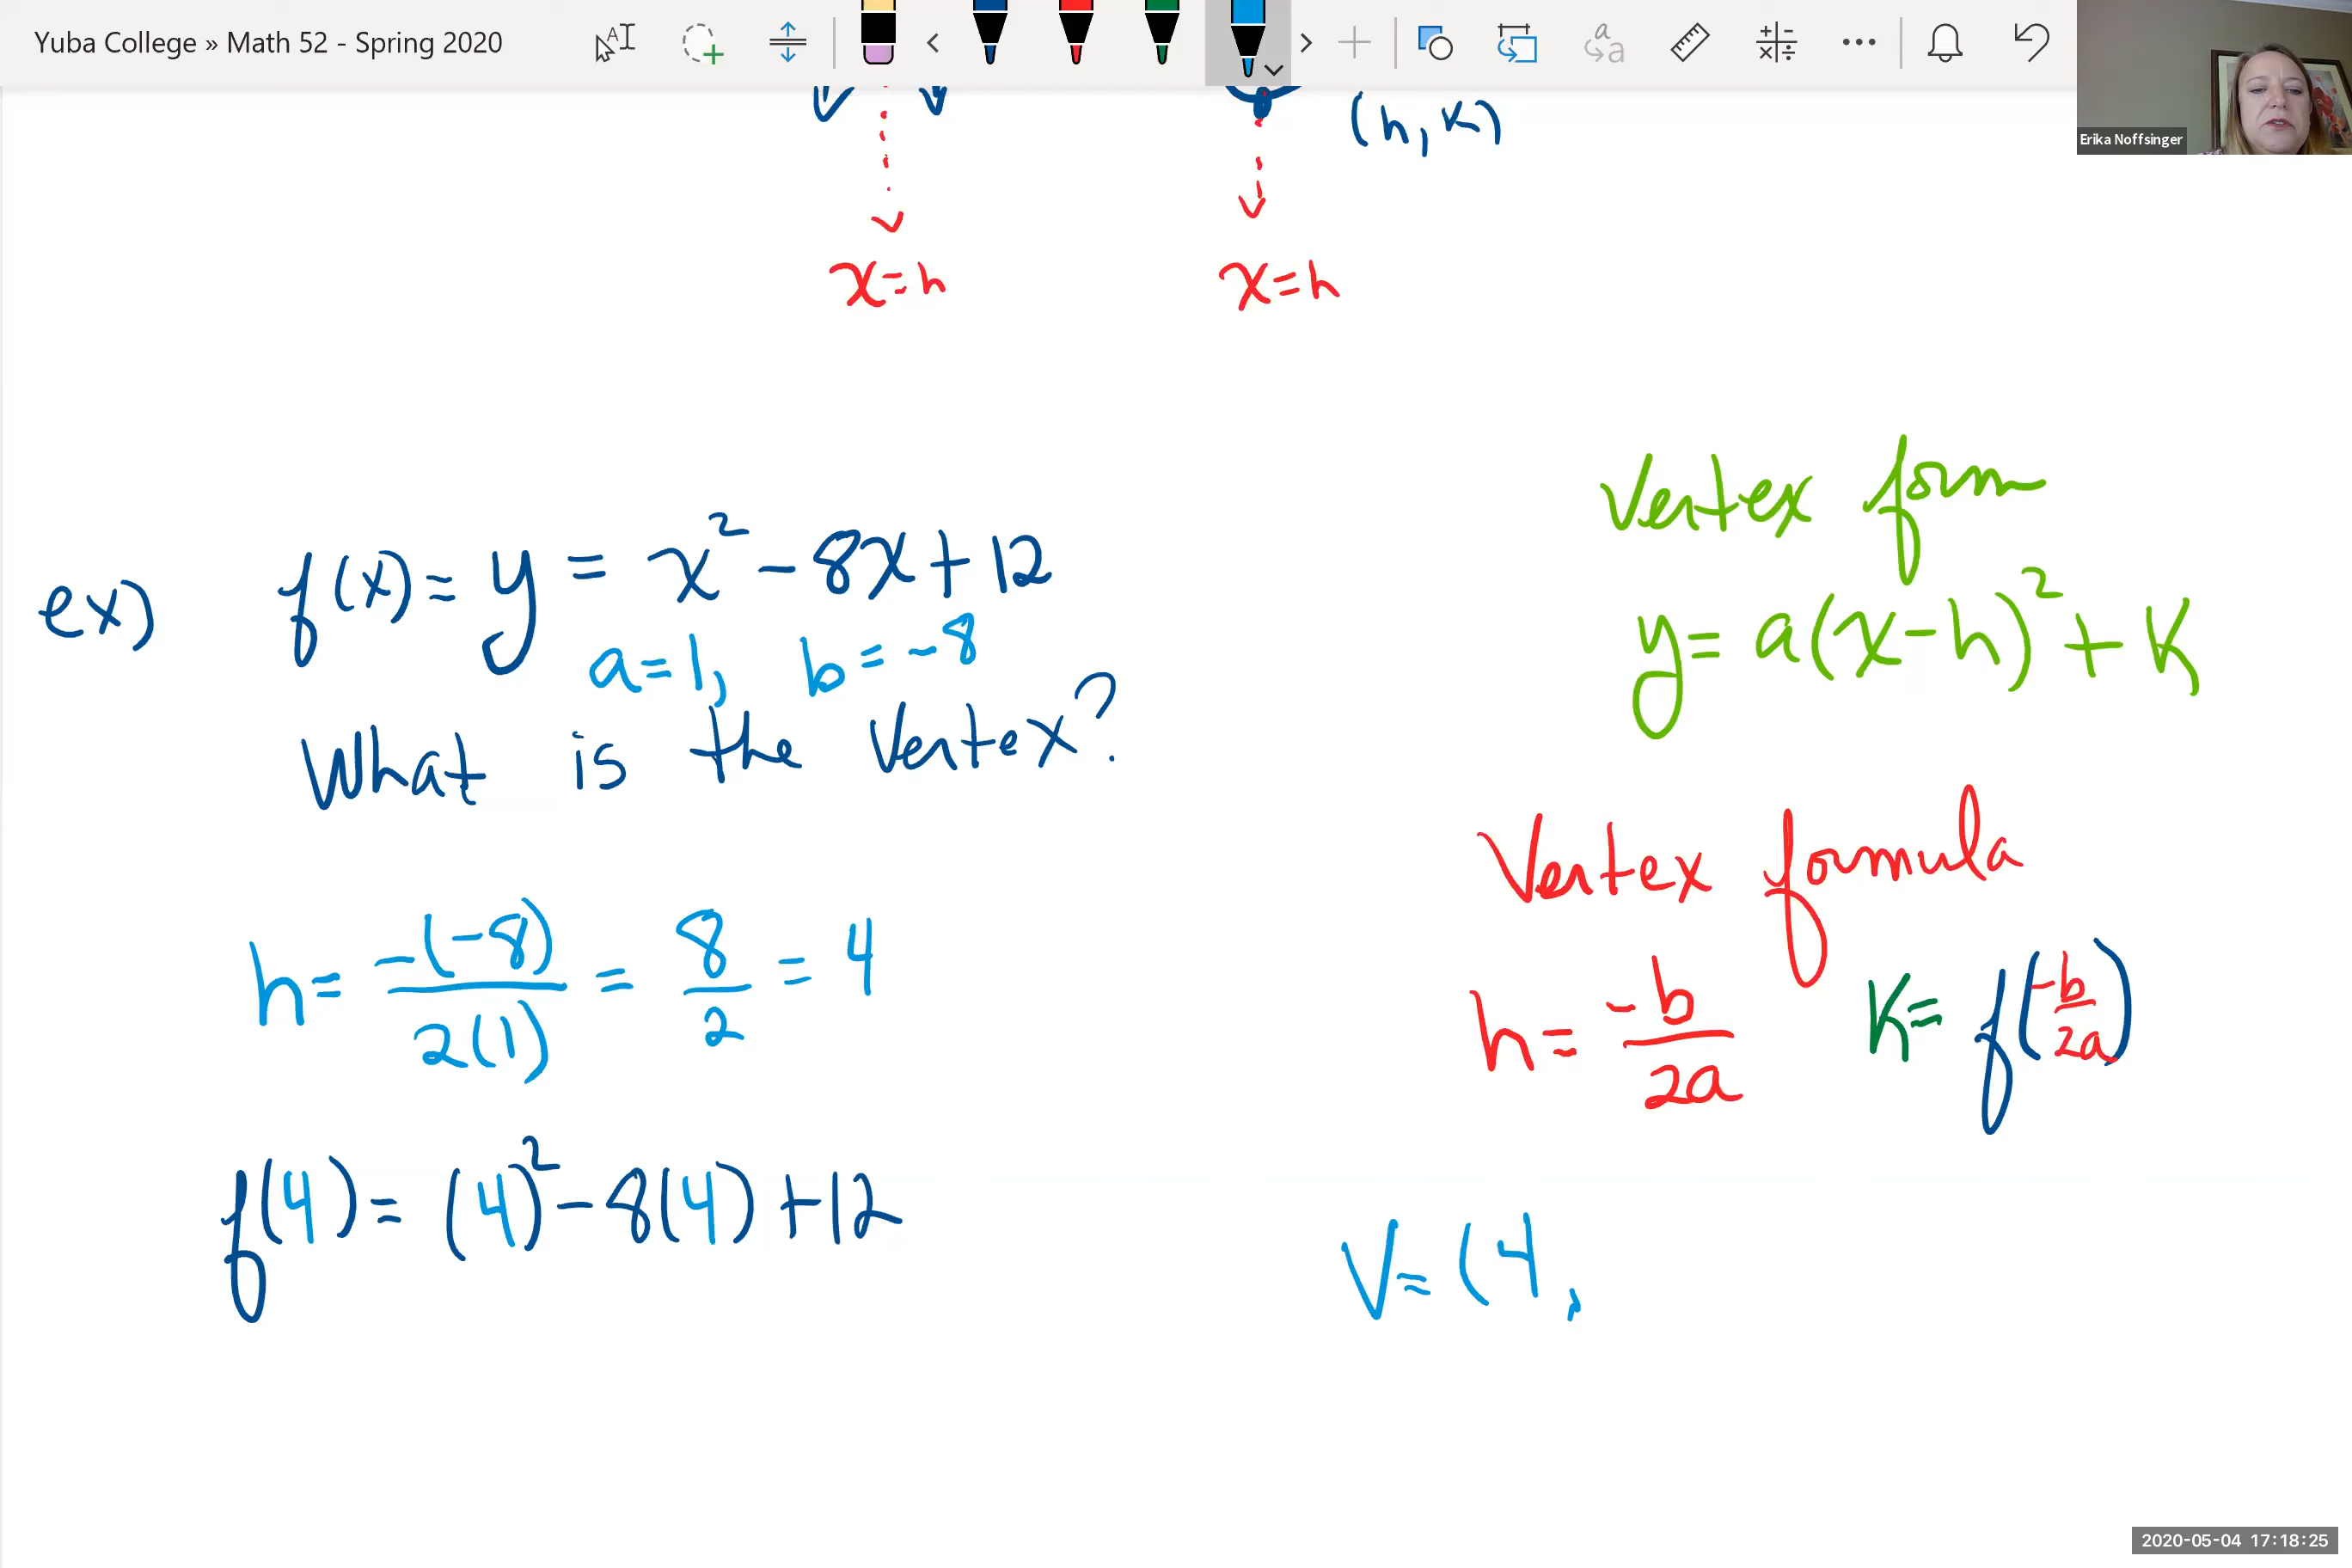 Yuba College » Math 52 - Spring 2020
Erika Noffsinger
(h, k)
x=h
x=h
ex) f(x)= y = x² - 8x + 12
a=1, b=-8
What is the Vertex?
h= -(-8)/2(1) = 8/2 = 4
f(4) = (4)² - 8(4) + 12
Vertex form
y= a(x-h)² + k
Vertex formula
h= -b/2a K= f(-b/2a)
V= (4,
2020-05-04 17:18:25